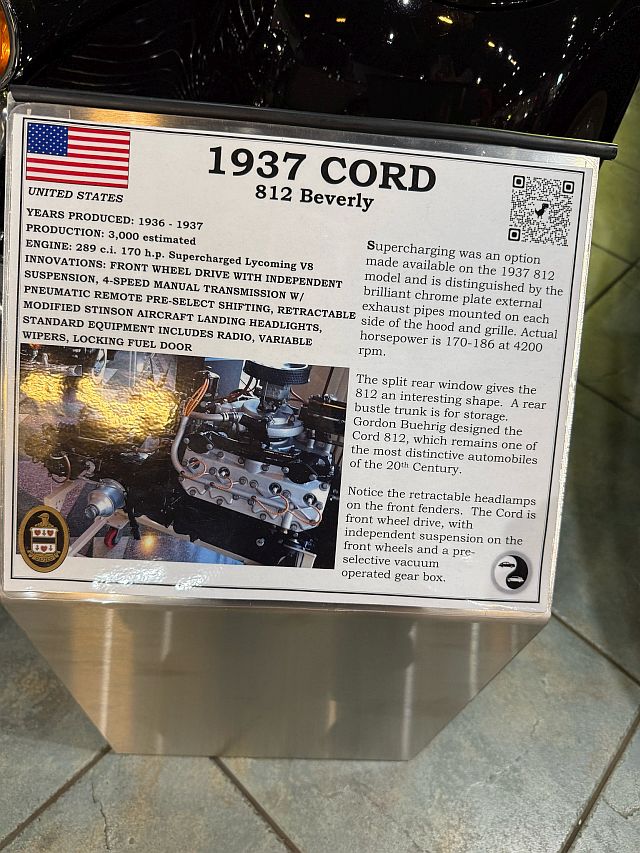 1937 CORD
812 Beverly
UNITED STATES
YEARS PRODUCED: 1936 - 1937
PRODUCTION: 3,000 estimated
ENGINE: 289 c.i. 170 h.p. Supercharged Lycoming V8
INNOVATIONS: FRONT WHEEL DRIVE WITH INDEPENDENT
SUSPENSION, 4-SPEED MANUAL TRANSMISSION W/
PNEUMATIC REMOTE PRE-SELECT SHIFTING, RETRACTABLE
MODIFIED STINSON AIRCRAFT LANDING HEADLIGHTS,
STANDARD EQUIPMENT INCLUDES RADIO, VARIABLE
WIPERS, LOCKING FUEL DOOR
Supercharging was an option
made available on the 1937 812
model and is distinguished by the
brilliant chrome plate external
exhaust pipes mounted on each
side of the hood and grille. Actual
horsepower is 170-186 at 4200
rpm.
The split rear window gives the
812 an interesting shape. A rear
bustle trunk is for storage.
Gordon Buehrig designed the
Cord 812, which remains one of
the most distinctive automobiles
of the 20th Century.
Notice the retractable headlamps
on the front fenders. The Cord is
front wheel drive, with
independent suspension on the
front wheels and a pre-
selective vacuum
operated gear box.